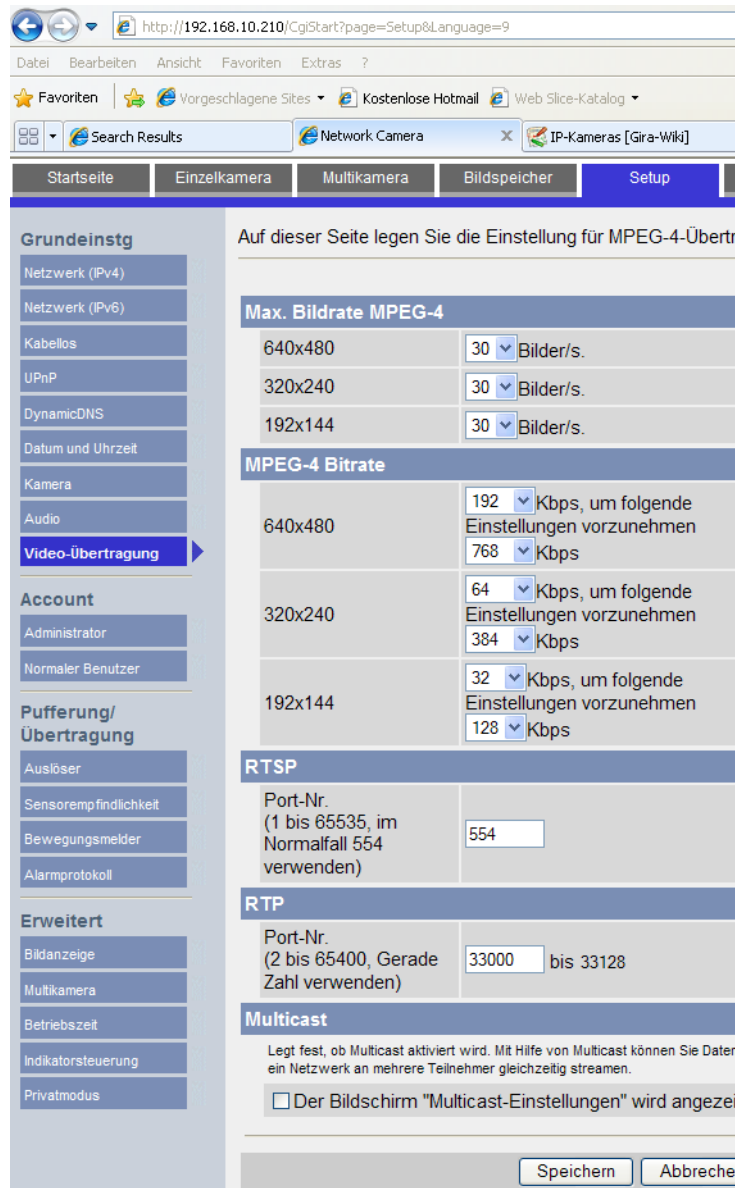 http://192.168.10.210/CgiStart?page=Setup&Language=9
Datei Bearbeiten Ansicht Favoriten Extras ?
Favoriten Vorgeschlagene Sites Kostenlose Hotmail Web Slice-Katalog
Search Results Network Camera X IP-Kameras [Gira-Wiki]
Startseite Einzelkamera Multikamera Bildspeicher Setup
Grundeinstg
Netzwerk (IPv4)
Netzwerk (IPv6)
Kabellos
UPnP
DynamicDNS
Datum und Uhrzeit
Kamera
Audio
Video-Übertragung
Account
Administrator
Normaler Benutzer
Pufferung/
Übertragung
Auslöser
Sensorempfindlichkeit
Bewegungsmelder
Alarmprotokoll
Erweitert
Bildanzeige
Multikamera
Betriebszeit
Indikatorsteuerung
Privatmodus
Auf dieser Seite legen Sie die Einstellung für MPEG-4-Übertr
Max. Bildrate MPEG-4
640x480 30 Bilder/s.
320x240 30 Bilder/s.
192x144 30 Bilder/s.
MPEG-4 Bitrate
640x480
192 Kbps, um folgende
Einstellungen vorzunehmen
768 Kbps
320x240
64 Kbps, um folgende
Einstellungen vorzunehmen
384 Kbps
192x144
32 Kbps, um folgende
Einstellungen vorzunehmen
128 Kbps
RTSP
Port-Nr.
(1 bis 65535, im
Normalfall 554
verwenden)
554
RTP
Port-Nr.
(2 bis 65400, Gerade
Zahl verwenden)
33000 bis 33128
Multicast
Legt fest, ob Multicast aktiviert wird. Mit Hilfe von Multicast können Sie Daten
ein Netzwerk an mehrere Teilnehmer gleichzeitig streamen.
Der Bildschirm "Multicast-Einstellungen" wird angezei
Speichern Abbreche